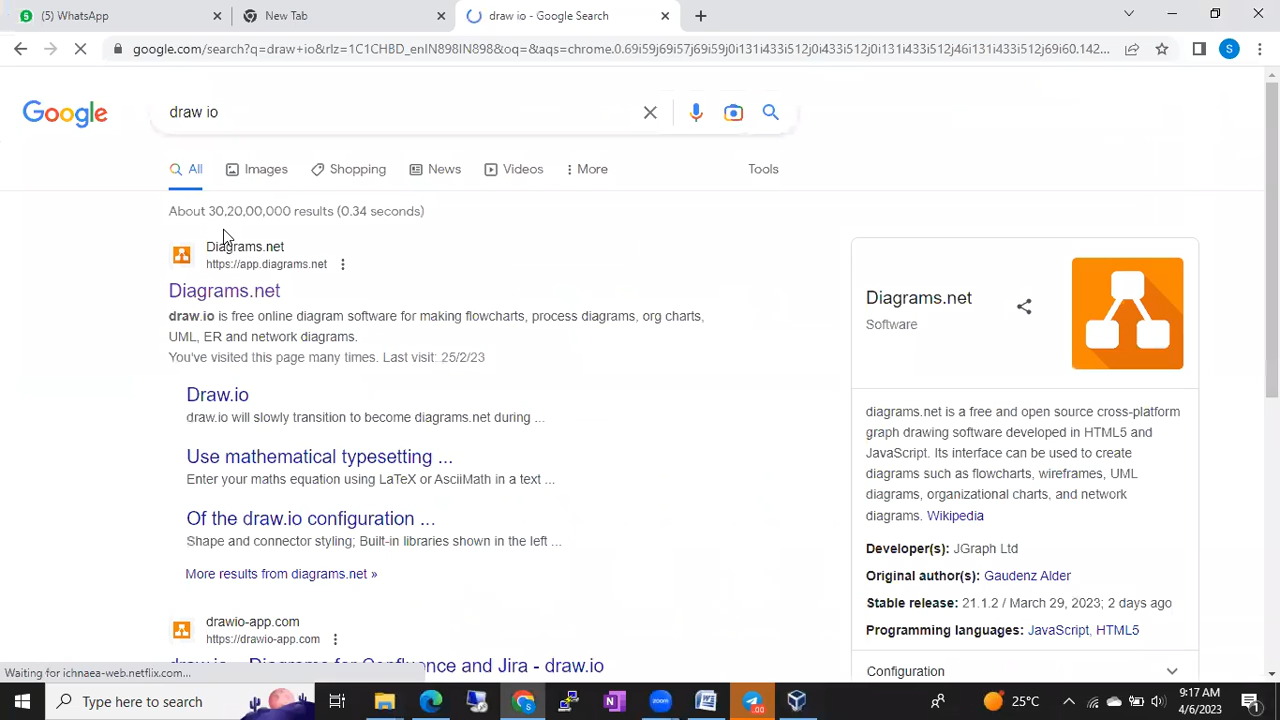 (5) WhatsApp
New Tab
draw io - Google Search
google.com/search?q=draw+io&rlz=1C1CHBD_enIN898IN898&oq=&aqs=chrome.0.69i59j69i57j69i59j0i131i433i512j0i433i512j0i131i433i512j46i131i433i512j69i60.142...
S
Google
draw io
All
Images
Shopping
News
Videos
More
Tools
About 30,20,00,000 results (0.34 seconds)
Diagrams.net
https://app.diagrams.net
Diagrams.net
draw.io is free online diagram software for making flowcharts, process diagrams, org charts,
UML, ER and network diagrams.
You've visited this page many times. Last visit: 25/2/23
Draw.io
draw.io will slowly transition to become diagrams.net during ...
Use mathematical typesetting ...
Enter your maths equation using LaTeX or AsciiMath in a text ...
Of the draw.io configuration ...
Shape and connector styling; Built-in libraries shown in the left ...
More results from diagrams.net »
drawio-app.com
https://drawio-app.com
draw.io - Diagrams for Confluence and Jira - draw.io
Diagrams.net
Software
diagrams.net is a free and open source cross-platform
graph drawing software developed in HTML5 and
JavaScript. Its interface can be used to create
diagrams such as flowcharts, wireframes, UML
diagrams, organizational charts, and network
diagrams. Wikipedia
Developer(s): JGraph Ltd
Original author(s): Gaudenz Alder
Stable release: 21.1.2 / March 29, 2023; 2 days ago
Programming languages: JavaScript, HTML5
Configuration
Waiting for ichnaea-web.netflix.com...
Type here to search
zoom
25°C
9:17 AM
4/6/2023
1